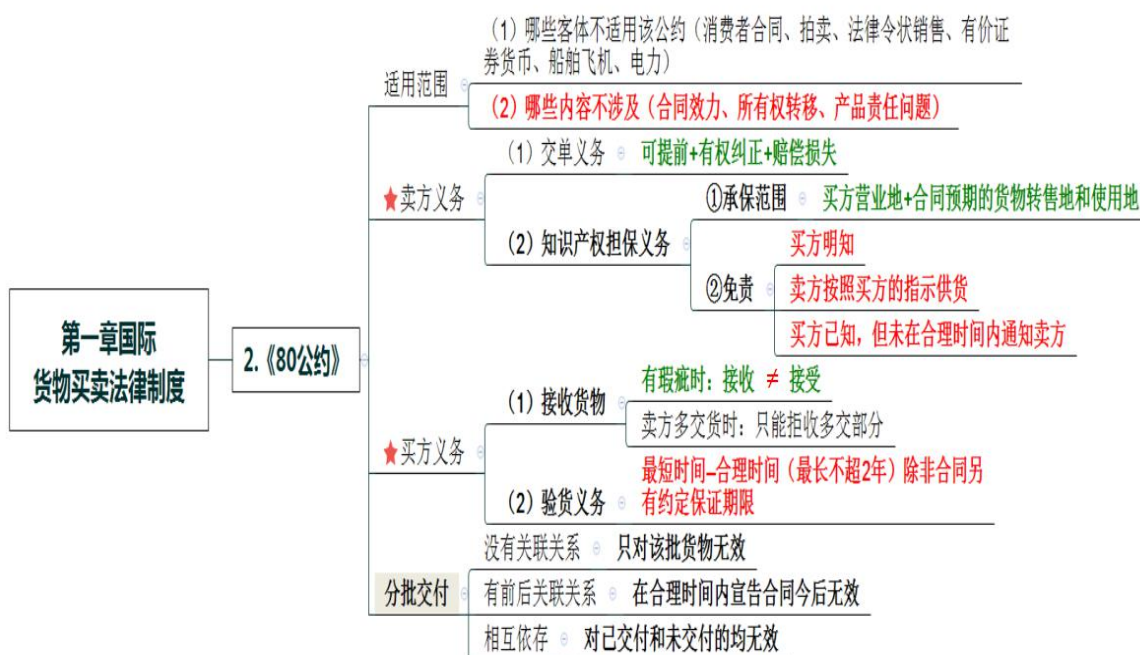 第一章国际
货物买卖法律制度
2.《80公约》
适用范围
（1）哪些客体不适用该公约（消费者合同、拍卖、法律令状销售、有价证
券货币、船舶飞机、电力）
（2）哪些内容不涉及（合同效力、所有权转移、产品责任问题）
★卖方义务
（1）交单义务
可提前+有权纠正+赔偿损失
（2）知识产权担保义务
①承保范围
买方营业地+合同预期的货物转售地和使用地
②免责
买方明知
卖方按照买方的指示供货
买方已知，但未在合理时间内通知卖方
★买方义务
（1）接收货物
有瑕疵时：接收 ≠ 接受
卖方多交货时：只能拒收多交部分
（2）验货义务
最短时间—合理时间（最长不超2年）除非合同另
有约定保证期限
分批交付
没有关联关系
只对该批货物无效
有前后关联关系
在合理时间内宣告合同今后无效
相互依存
对已交付和未交付的均无效